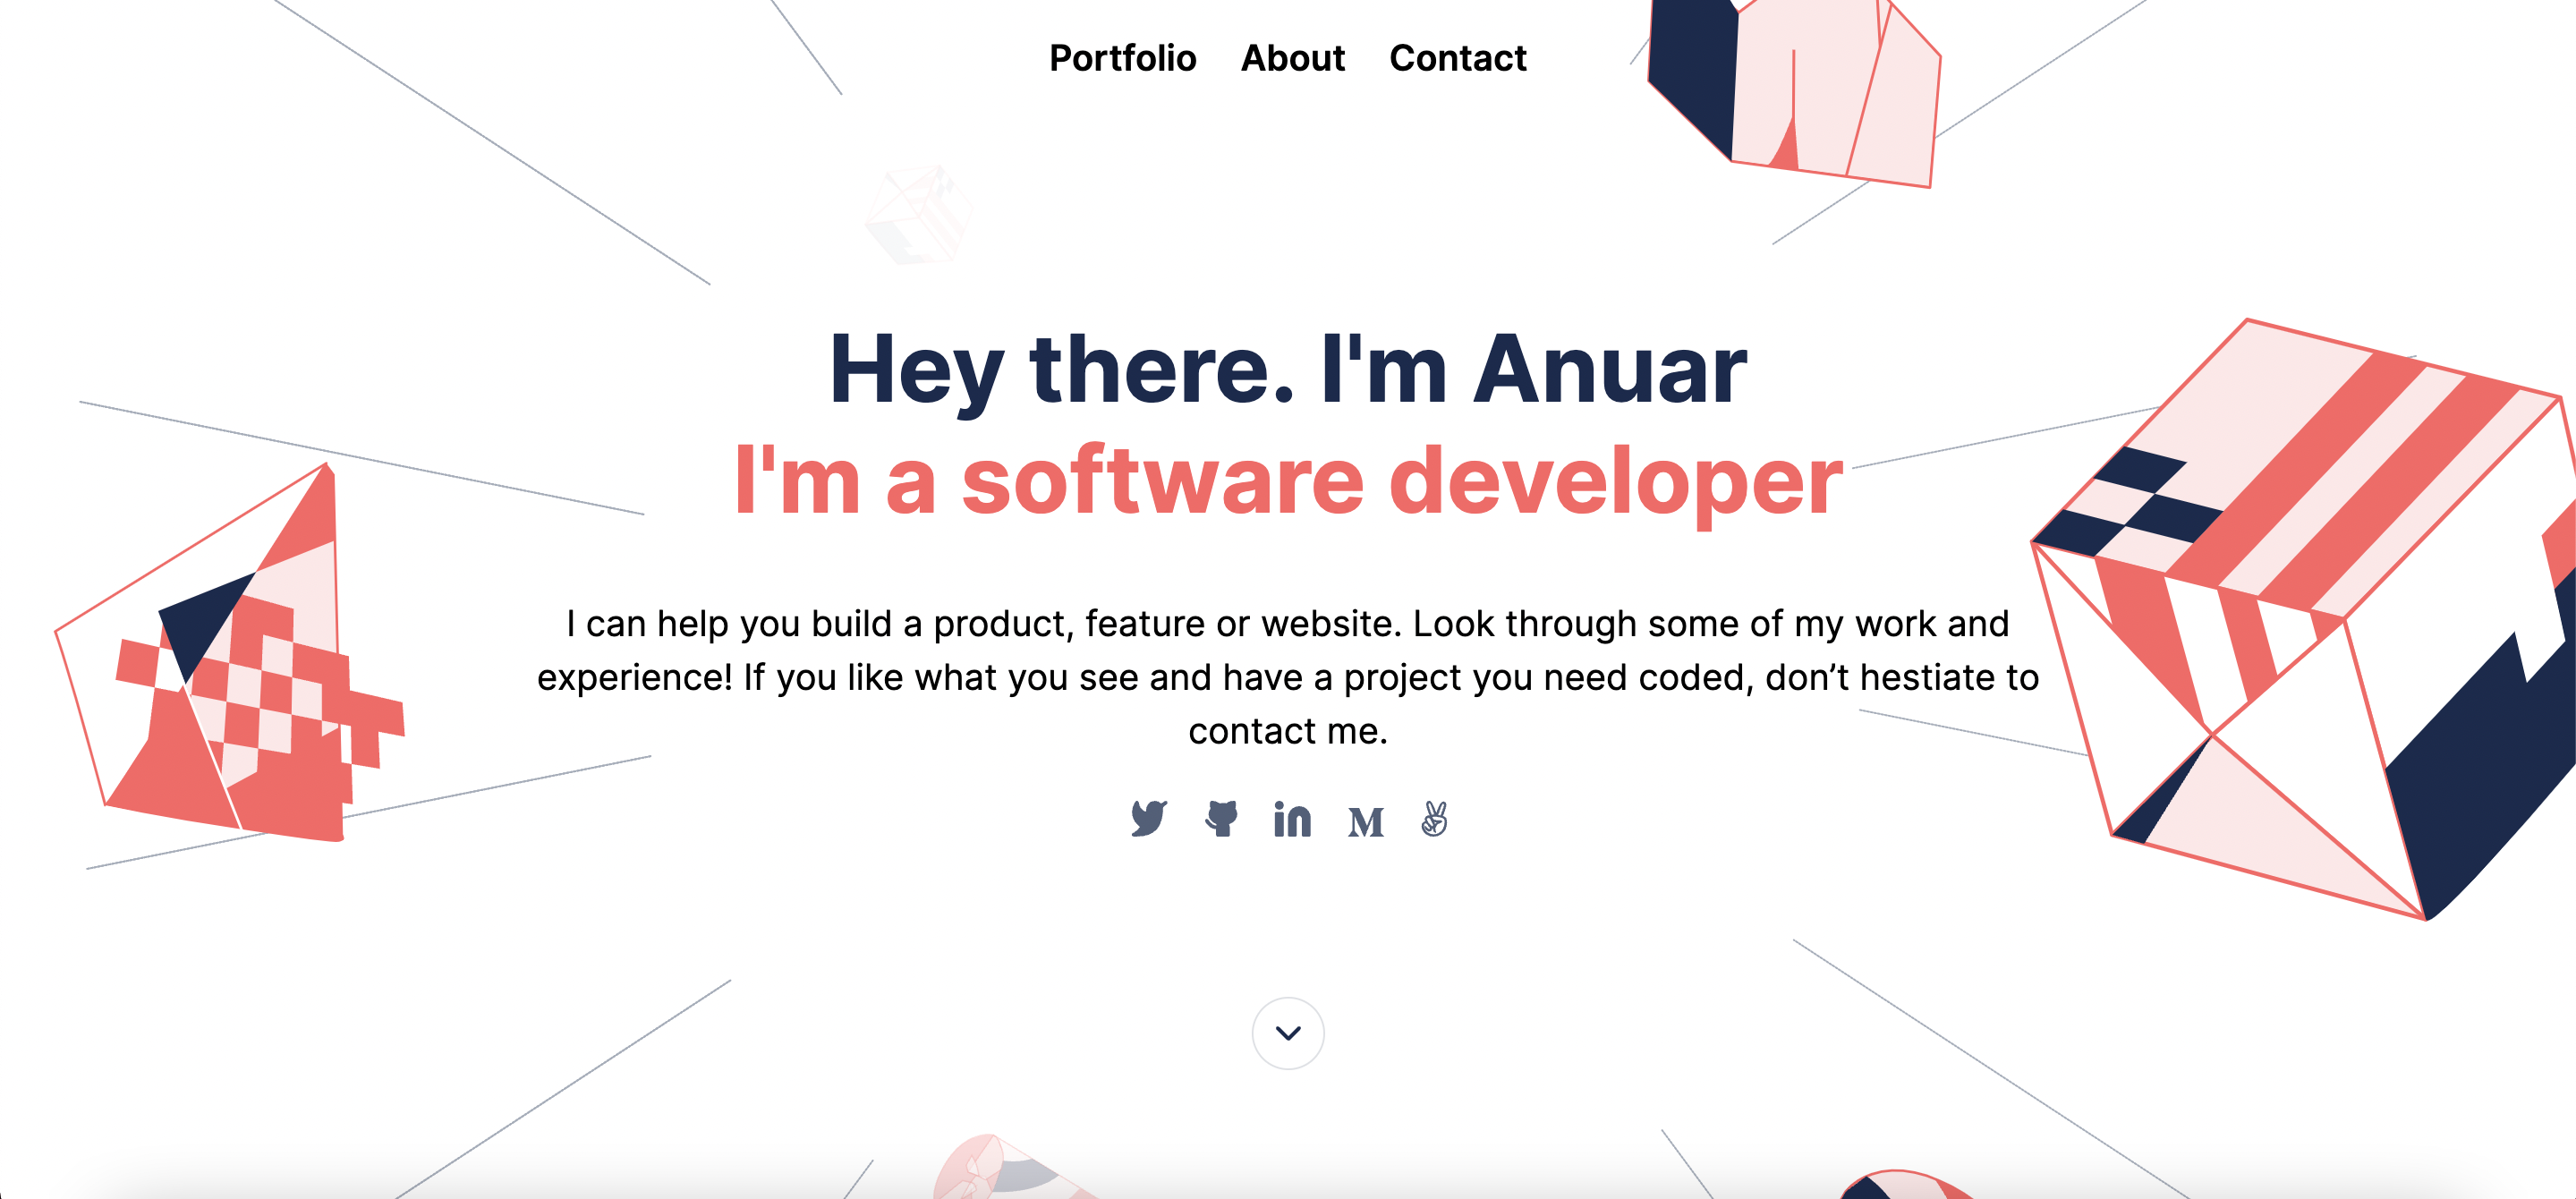 Portfolio About Contact
Hey there. I'm Anuar
I'm a software developer
I can help you build a product, feature or website. Look through some of my work and
experience! If you like what you see and have a project you need coded, don’t hestiate to
contact me.